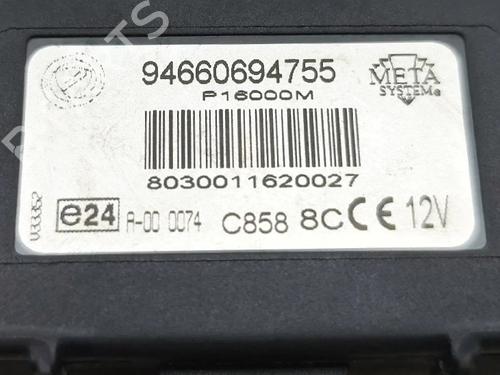 94660694755
P16000M
META
SYSTEM®
8030011620027
e24 A-00 0074 C858 8C CE 12V